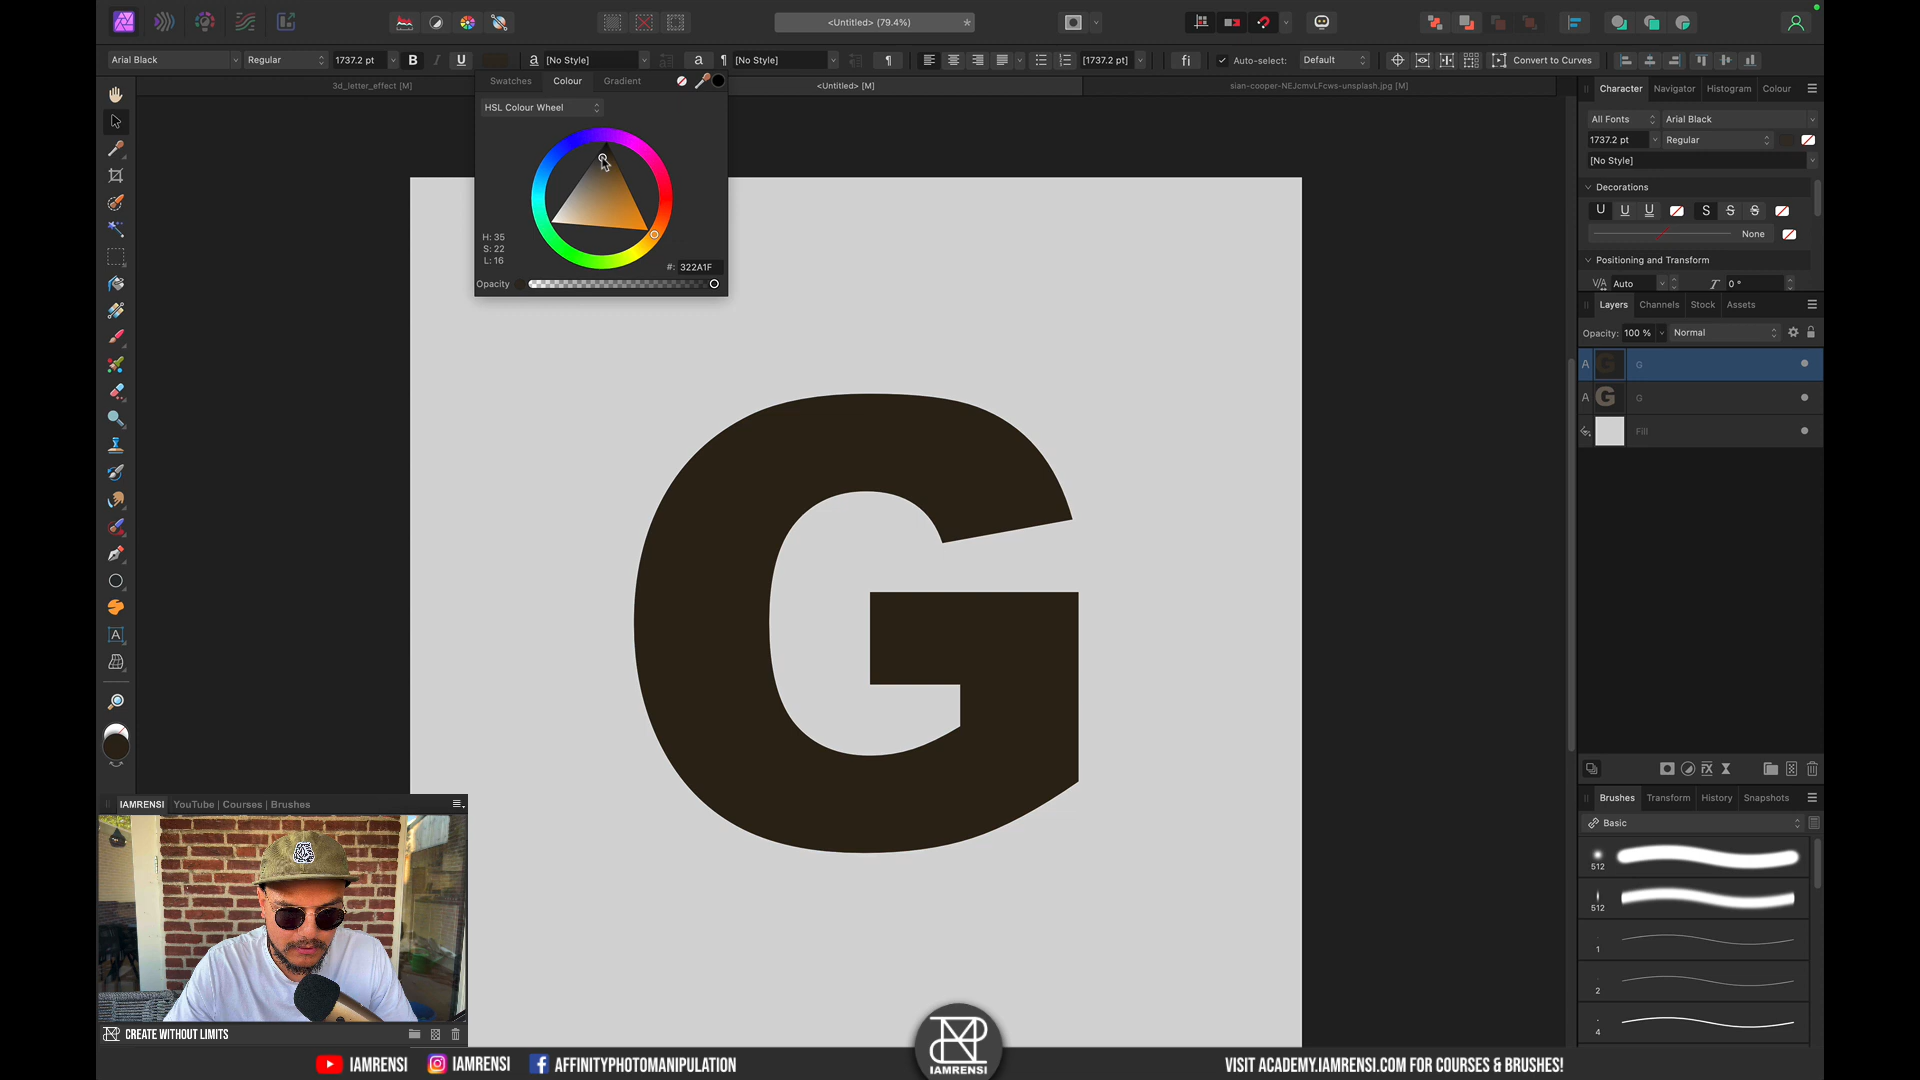 <Untitled> (79.4%)
*
Arial Black
Regular
1737.2 pt
B
I
U
a
[No Style]
a
¶
[No Style]
¶
[1737.2 pt]
fi
Auto-select:
Default
Convert to Curves
3d_letter_effect [M]
<Untitled> [M]
sian-cooper-NEJcmvLFcws-unsplash.jpg [M]
Swatches
Colour
Gradient
HSL Colour Wheel
H: 35
S: 22
L: 16
#: 322A1F
Opacity
Character
Navigator
Histogram
Colour
All Fonts
Arial Black
1737.2 pt
Regular
[No Style]
Decorations
U U U S S S
None
Positioning and Transform
V/A Auto
T 0 °
Layers
Channels
Stock
Assets
Opacity: 100 %
Normal
A G G
A G G
Fill
G
FX
Brushes
Transform
History
Snapshots
Basic
512
512
1
2
4
A
IAMRENSI
YouTube | Courses | Brushes
CREATE WITHOUT LIMITS
IAMRENSI
IAMRENSI
AFFINITYPHOTOMANIPULATION
IAMRENSI
VISIT ACADEMY.IAMRENSI.COM FOR COURSES & BRUSHES!